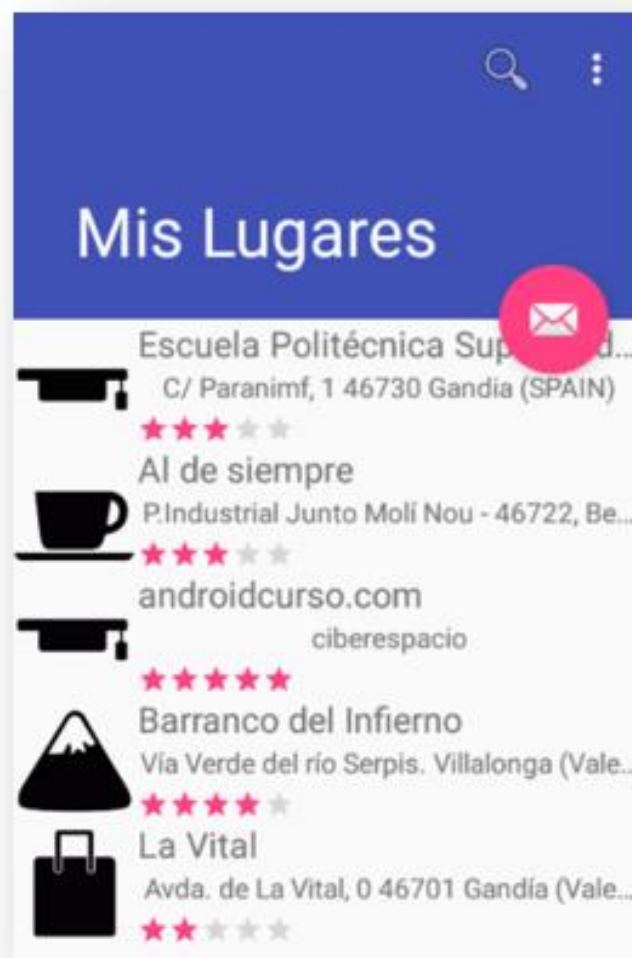 Mis Lugares
Escuela Politécnica Sup d...
C/ Paranimf, 1 46730 Gandia (SPAIN)
Al de siempre
P.Industrial Junto Molí Nou - 46722, Be...
androidcurso.com
ciberespacio
Barranco del Infierno
Vía Verde del río Serpis. Villalonga (Vale...
La Vital
Avda. de La Vital, 0 46701 Gandía (Vale...